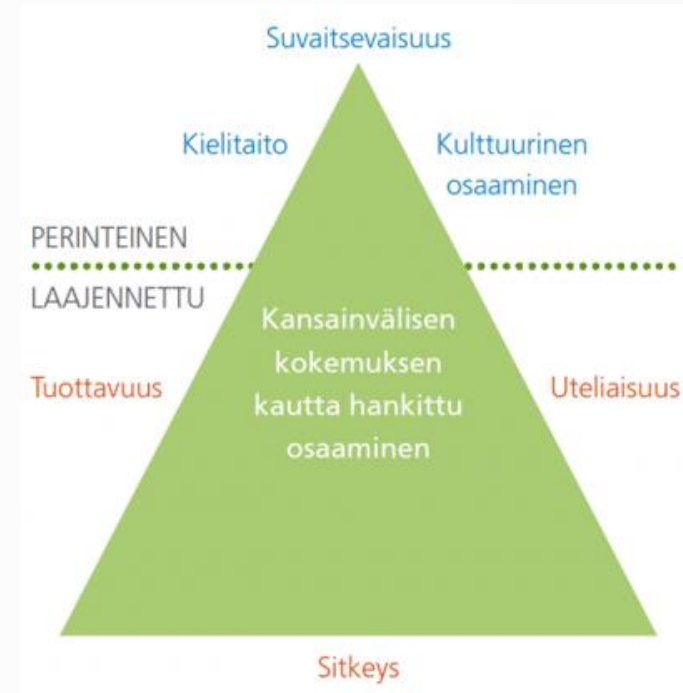 Suvaitsevaisuus
Kielitaito
Kulttuurinen
osaaminen
PERINTEINEN
LAAJENNETTU
Kansainvälisen
kokemuksen
kautta hankittu
osaaminen
Tuottavuus
Uteliaisuus
Sitkeys